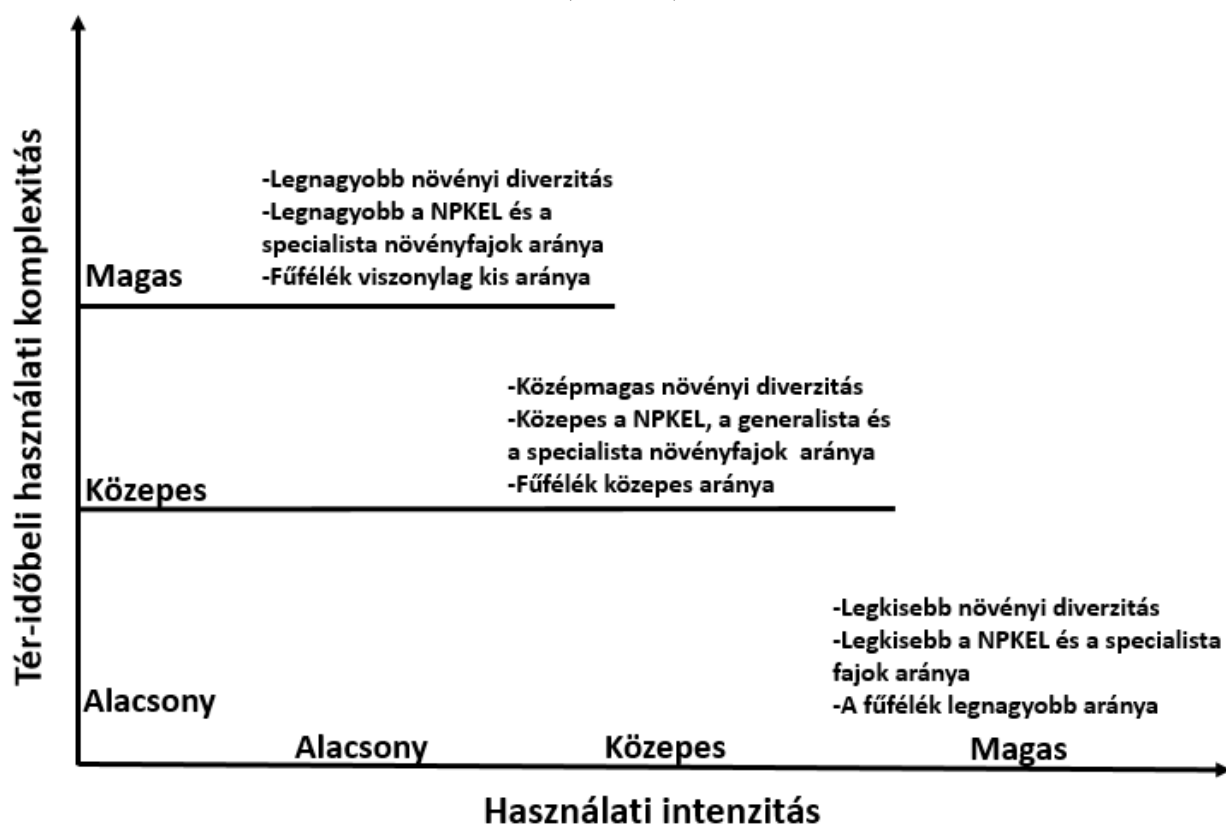 Tér-időbeli használati komplexitás
-Legnagyobb növényi diverzitás
-Legnagyobb a NPKEL és a
specialista növényfajok aránya
-Fűfélék viszonylag kis aránya
Magas
-Középmagas növényi diverzitás
-Közepes a NPKEL, a generalista és
a specialista növényfajok aránya
-Fűfélék közepes aránya
Közepes
-Legkisebb növényi diverzitás
-Legkisebb a NPKEL és a specialista
fajok aránya
-A fűfélék legnagyobb aránya
Alacsony
Alacsony Közepes Magas
Használati intenzitás